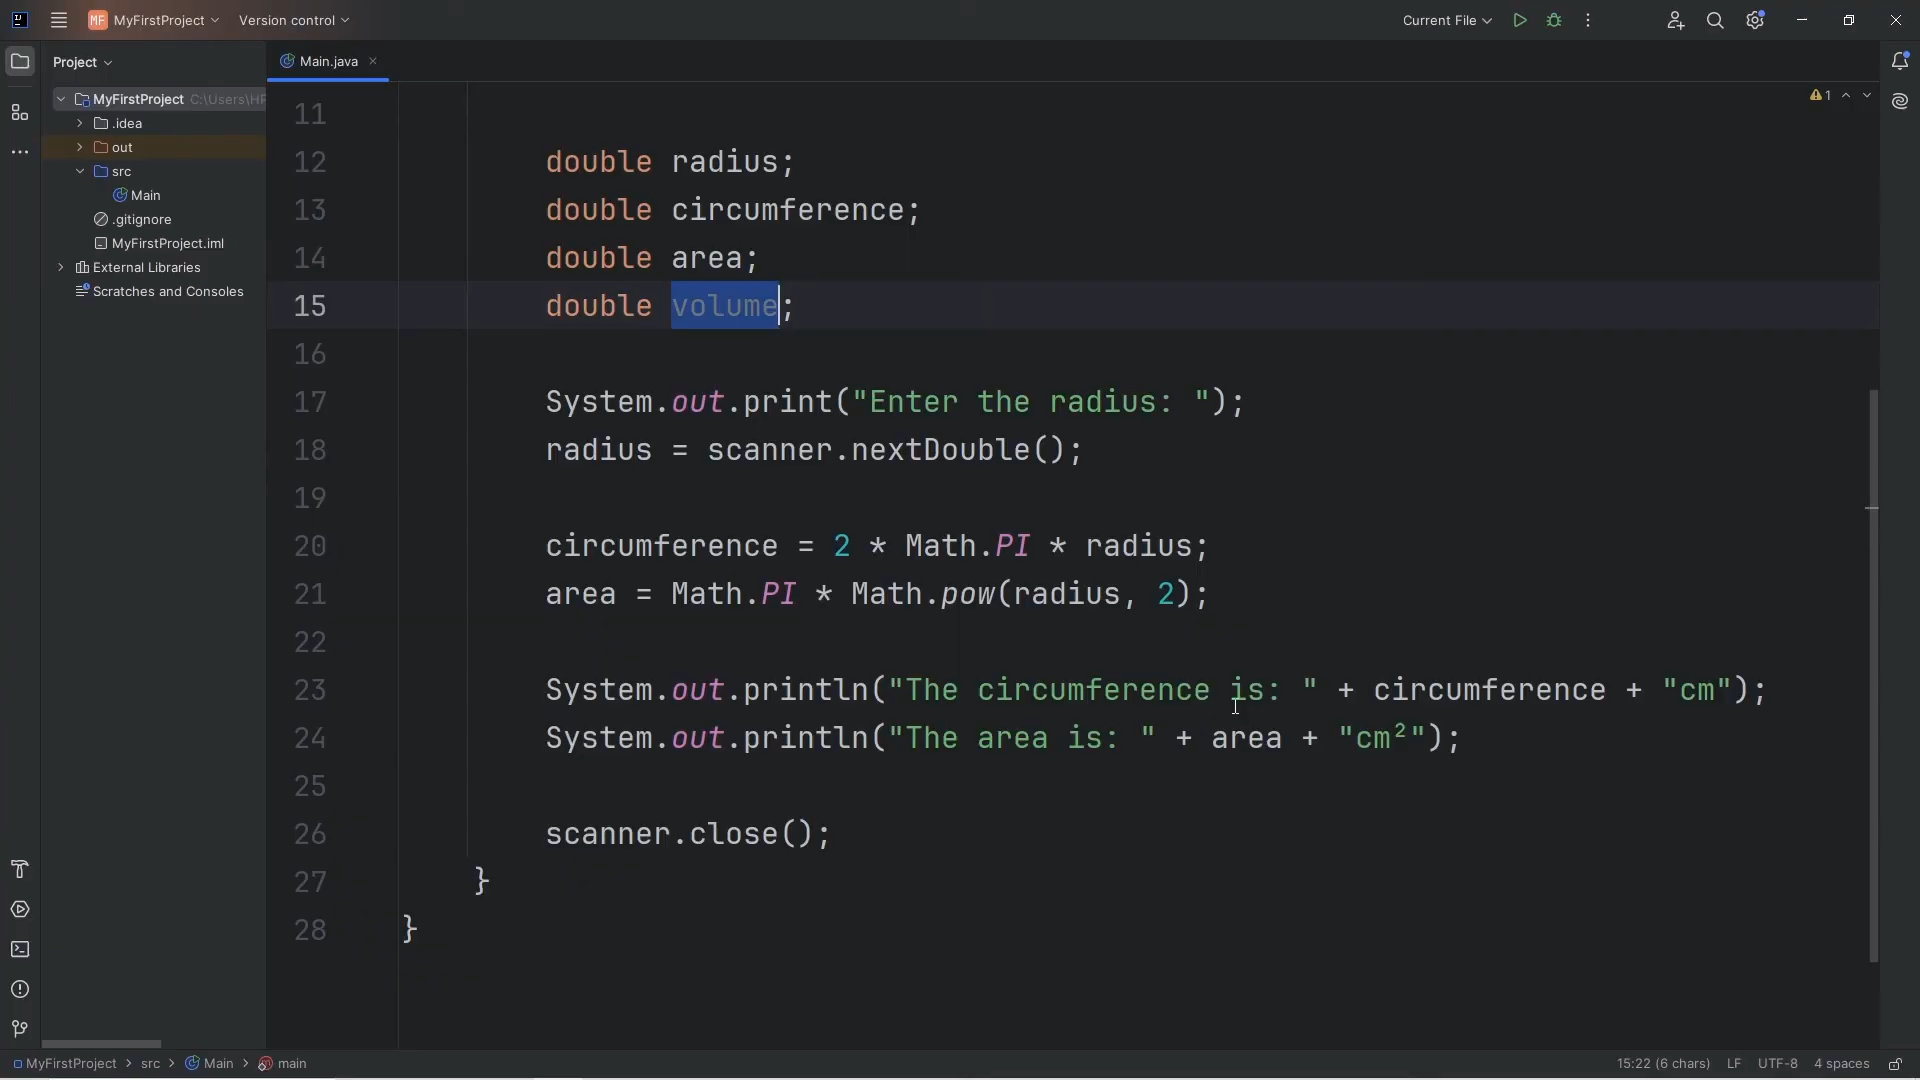 MF MyFirstProject Version control Current File
Project
Main.java
MyFirstProject C:\Users\HP
.idea
out
src
Main
.gitignore
MyFirstProject.iml
External Libraries
Scratches and Consoles
1
11
12 double radius;
13 double circumference;
14 double area;
15 double volume;
16
17 System.out.print("Enter the radius: ");
18 radius = scanner.nextDouble();
19
20 circumference = 2 * Math.PI * radius;
21 area = Math.PI * Math.pow(radius, 2);
22
23 System.out.println("The circumference is: " + circumference + "cm");
24 System.out.println("The area is: " + area + "cm²");
25
26 scanner.close();
27 }
28 }
MyFirstProject > src > Main > main 15:22 (6 chars) LF UTF-8 4 spaces